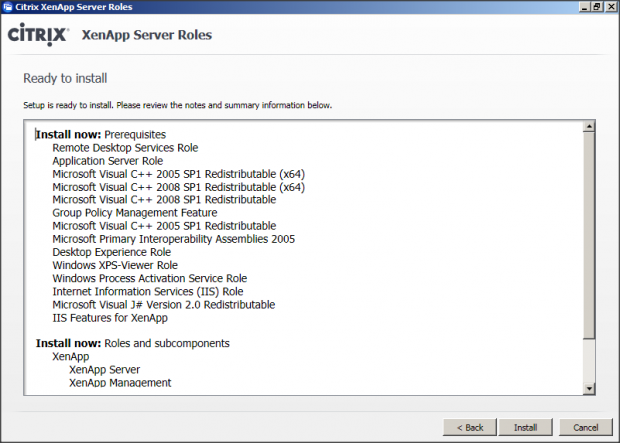 Citrix XenApp Server Roles
CİTRIX XenApp Server Roles
Ready to install
Setup is ready to install. Please review the notes and summary information below.
Install now: Prerequisites
Remote Desktop Services Role
Application Server Role
Microsoft Visual C++ 2005 SP1 Redistributable (x64)
Microsoft Visual C++ 2008 SP1 Redistributable (x64)
Microsoft Visual C++ 2008 SP1 Redistributable
Group Policy Management Feature
Microsoft Visual C++ 2005 SP1 Redistributable
Microsoft Primary Interoperability Assemblies 2005
Desktop Experience Role
Windows XPS-Viewer Role
Windows Process Activation Service Role
Internet Information Services (IIS) Role
Microsoft Visual J# Version 2.0 Redistributable
IIS Features for XenApp
Install now: Roles and subcomponents
XenApp
XenApp Server
XenApp Management
< Back Install Cancel